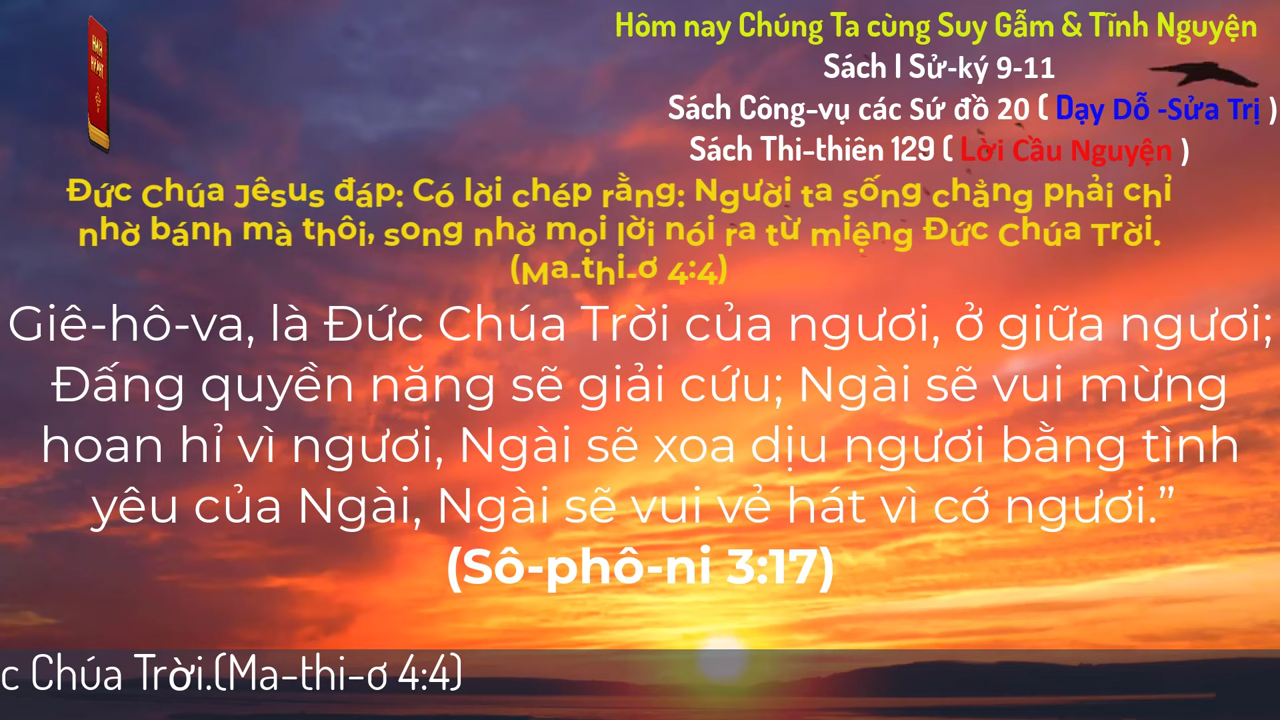 Hôm nay Chúng Ta cùng Suy Gẫm & Tĩnh Nguyện
Sách I Sử-ký 9-11
Sách Công-vụ các Sứ đồ 20 ( Dạy Dỗ -Sửa Trị )
Sách Thi-thiên 129 ( Lời Cầu Nguyện )
Đức Chúa Jêsus đáp: Có lời chép rằng: Người ta sống chẳng phải chỉ
nhờ bánh mà thôi, song nhờ mọi lời nói ra từ miệng Đức Chúa Trời.
(Ma-thi-ơ 4:4)
Giê-hô-va, là Đức Chúa Trời của ngươi, ở giữa ngươi;
Đấng quyền năng sẽ giải cứu; Ngài sẽ vui mừng
hoan hỉ vì ngươi, Ngài sẽ xoa dịu ngươi bằng tình
yêu của Ngài, Ngài sẽ vui vẻ hát vì cớ ngươi.”
(Sô-phô-ni 3:17)
c Chúa Trời.(Ma-thi-ơ 4:4)